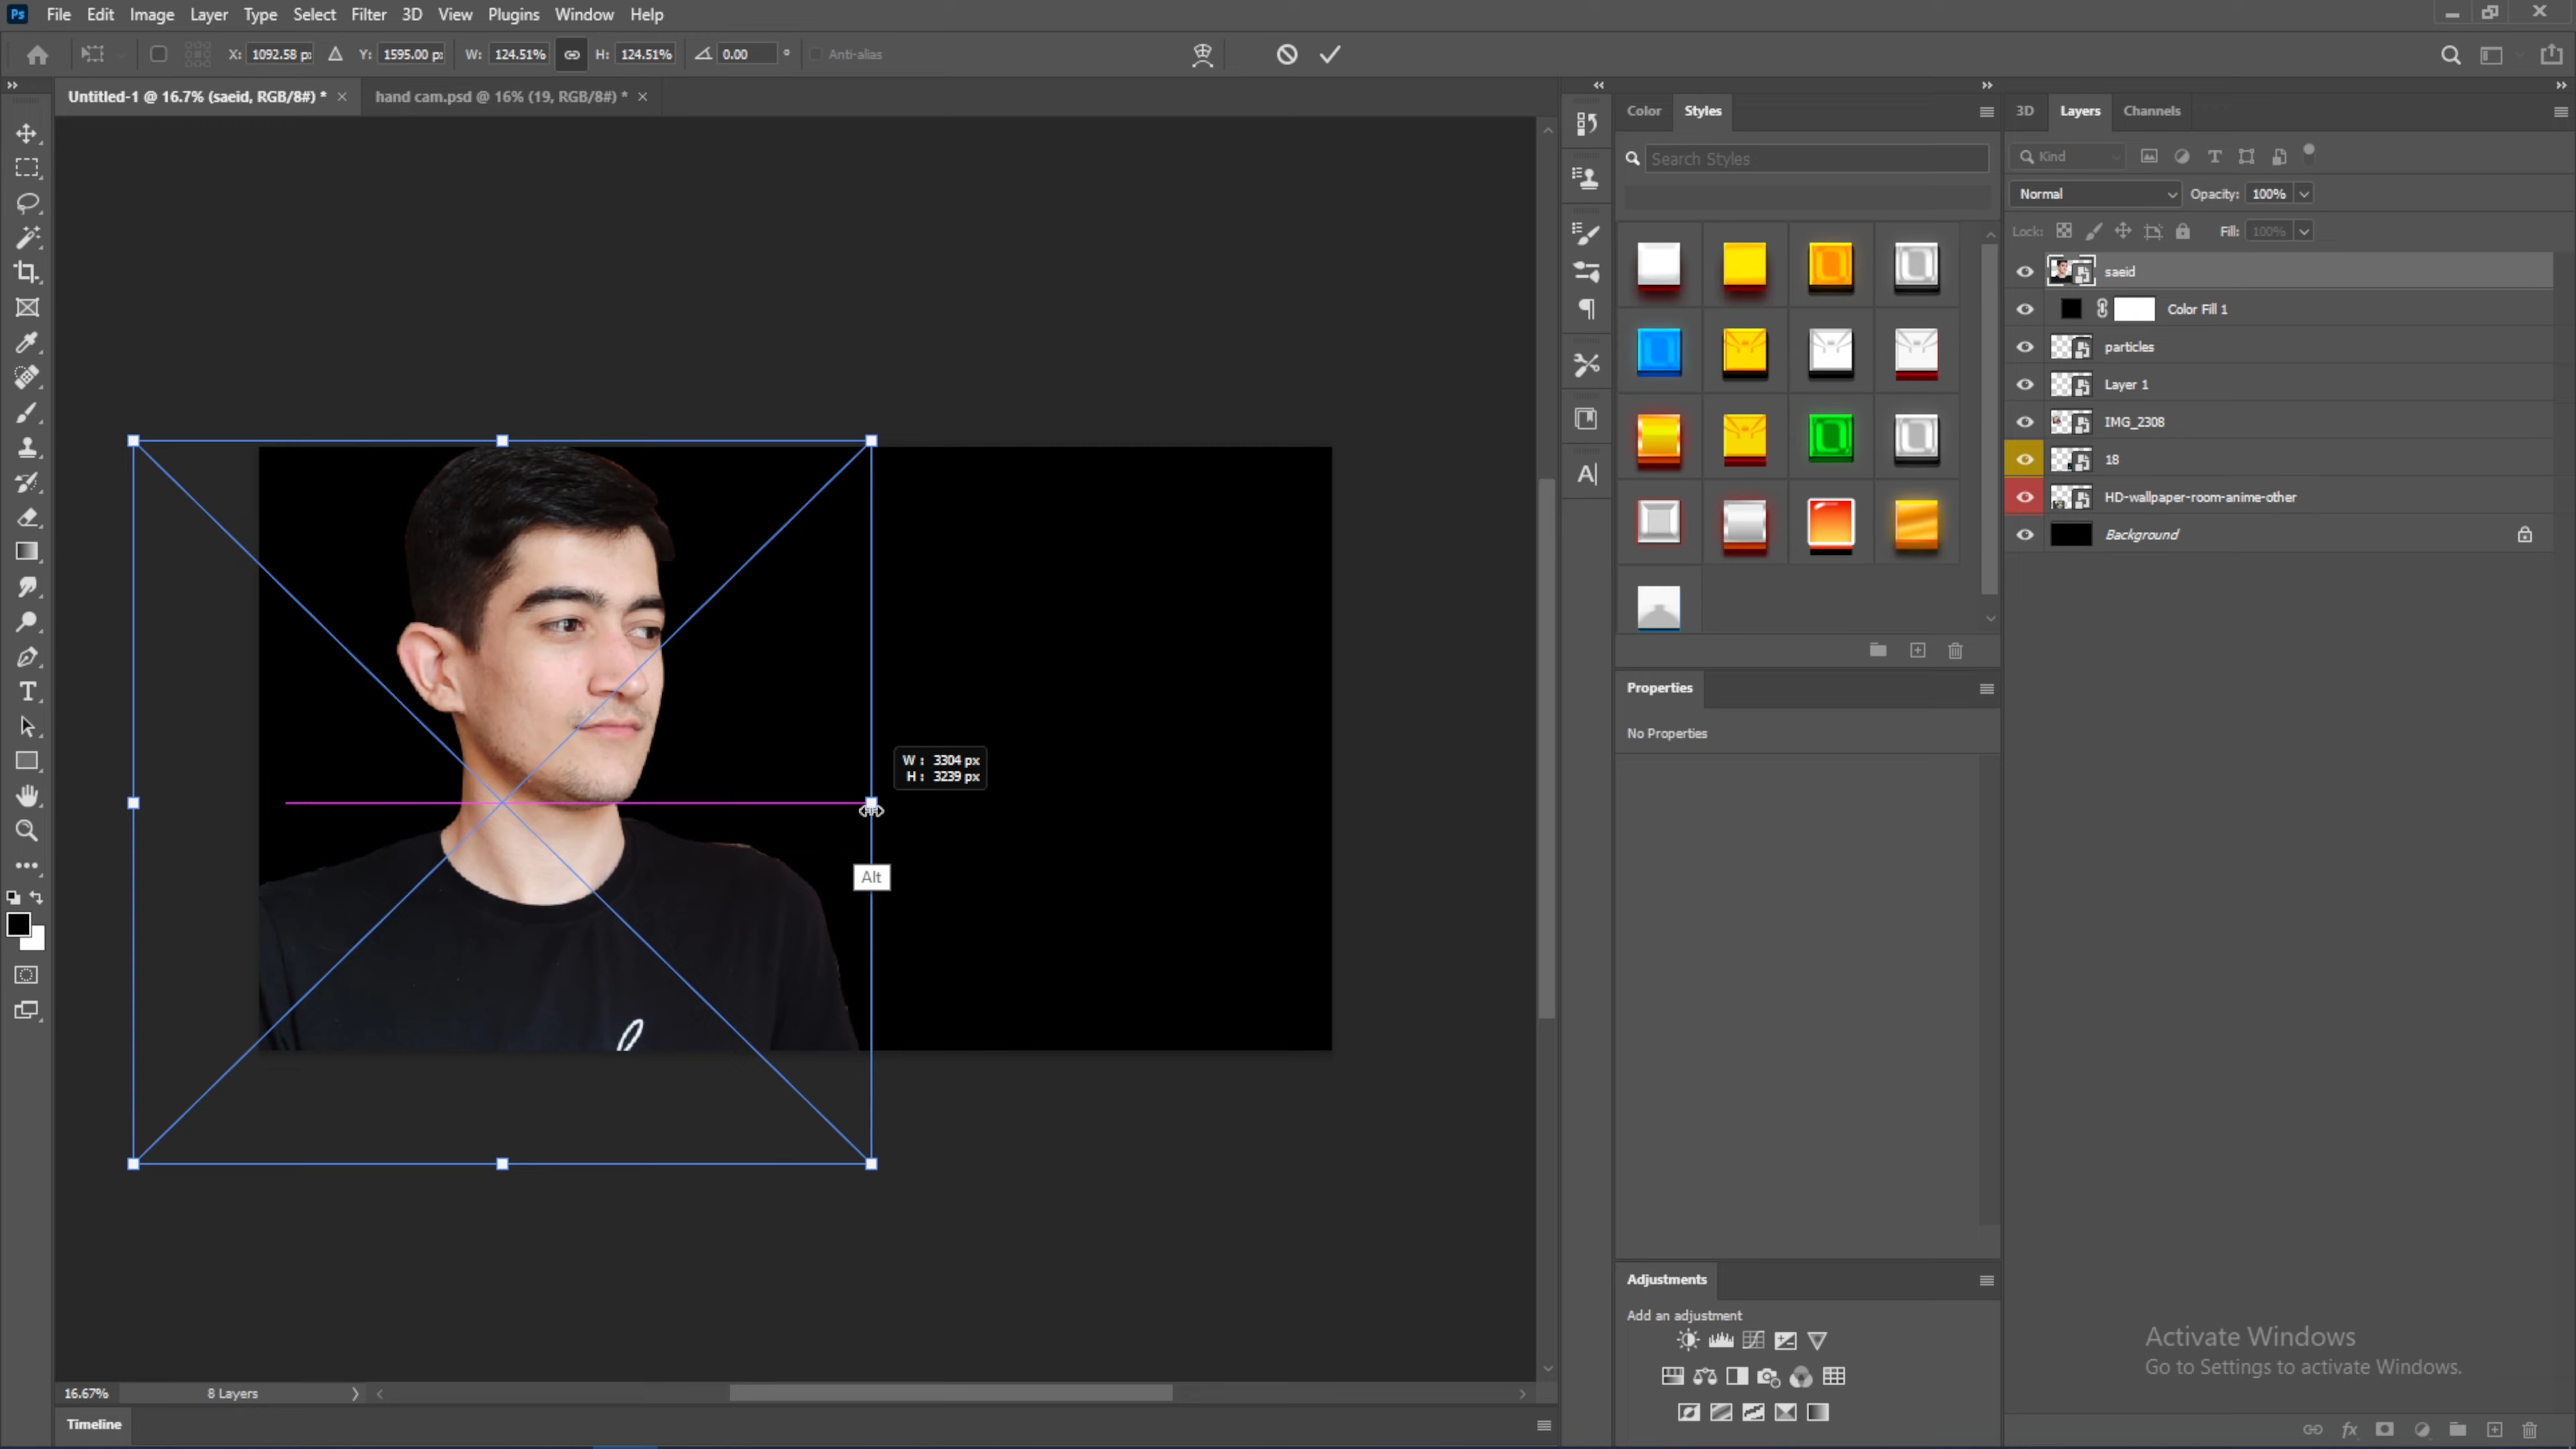 Ps File Edit Image Layer Type Select Filter 3D View Plugins Window Help
X: 1092.58 p: Y: 1595.00 p: W: 124.51% H: 124.51% 0.00 ° Anti-alias
Untitled-1 @ 16.7% (saeid, RGB/8#) * × hand cam.psd @ 16% (19, RGB/8#) * ×
Color Styles
Search Styles
3D Layers Channels
Kind
Normal Opacity: 100%
Lock: Fill: 100%
saeid
Color Fill 1
particles
Layer 1
IMG_2308
18
HD-wallpaper-room-anime-other
Background
W : 3304 px
H : 3239 px
Alt
Properties
No Properties
Adjustments
Add an adjustment
Activate Windows
Go to Settings to activate Windows.
16.67% 8 Layers
Timeline